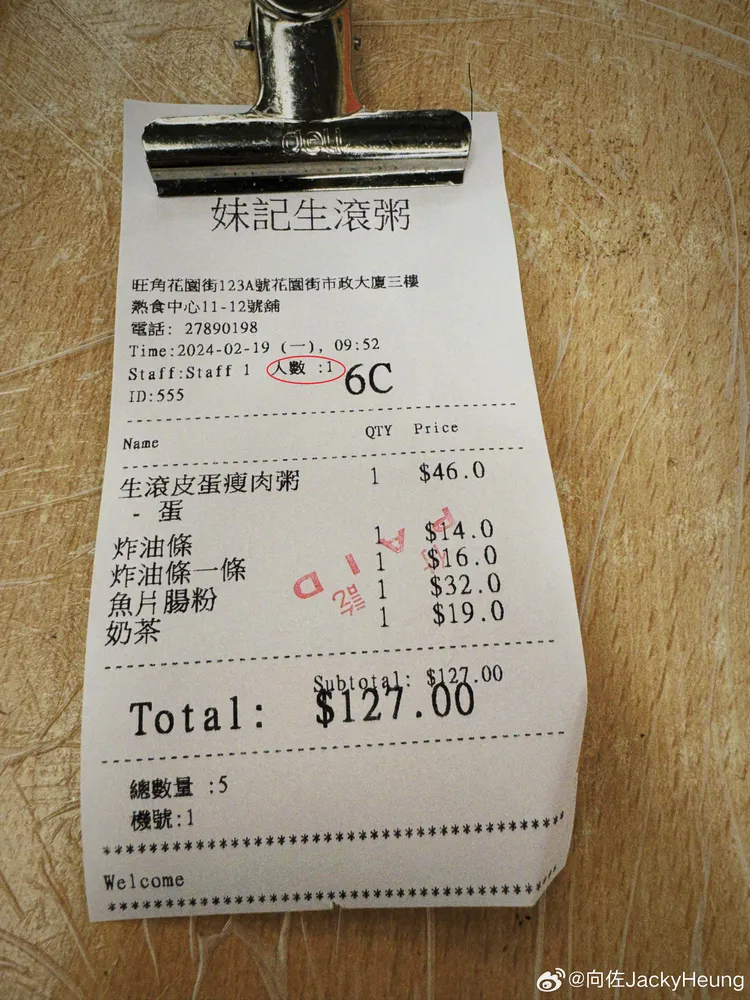 deli
妹記生滾粥
旺角花園街123A號花園街市政大廈三樓
熟食中心11-12號舖
電話: 27890198
Time:2024-02-19 (一), 09:52
Staff:Staff 1 人數 :1 6C
ID:555
Name QTY Price
生滾皮蛋瘦肉粥 1 $46.0
- 蛋
炸油條 1 $14.0
炸油條一條 1 $16.0
魚片腸粉 1 $32.0
奶茶 1 $19.0
PAID
妹記
Subtotal: $127.00
Total: $127.00
總數量 :5
機號:1
************************************
Welcome
************************************
@向佐JackyHeung